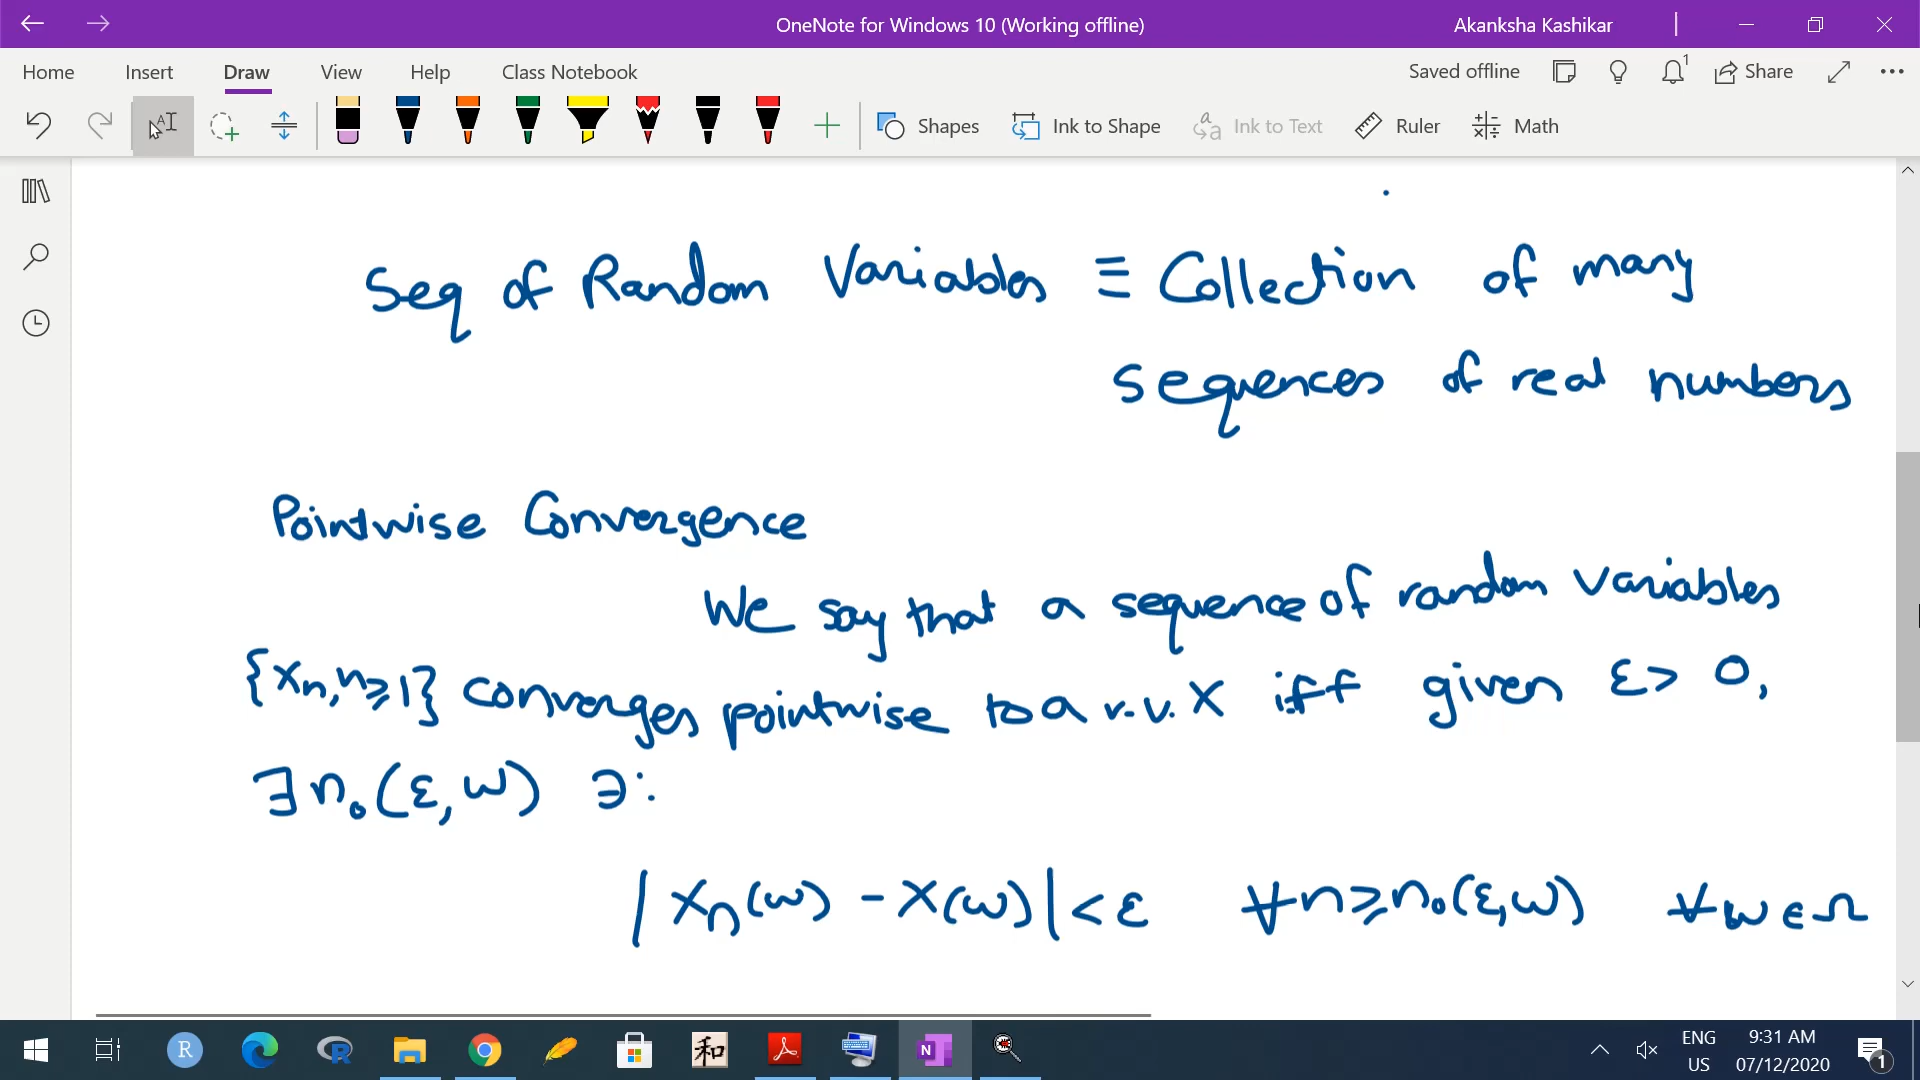 OneNote for Windows 10 (Working offline)
Akanksha Kashikar
Home Insert Draw View Help Class Notebook
Saved offline
1
Share
Shapes Ink to Shape Ink to Text Ruler Math
Seq of Random Variables ≡ Collection of many
sequences of real numbers
Pointwise Convergence
We say that a sequence of random variables
{Xn, n≥1} converges pointwise to a r.v. X iff given ε> 0,
∃ n₀(ε, ω) ∋:
| Xn(ω) - X(ω)| < ε ∀n≥n₀(ε,ω) ∀ω∈Ω
ENG
US
9:31 AM
07/12/2020
1